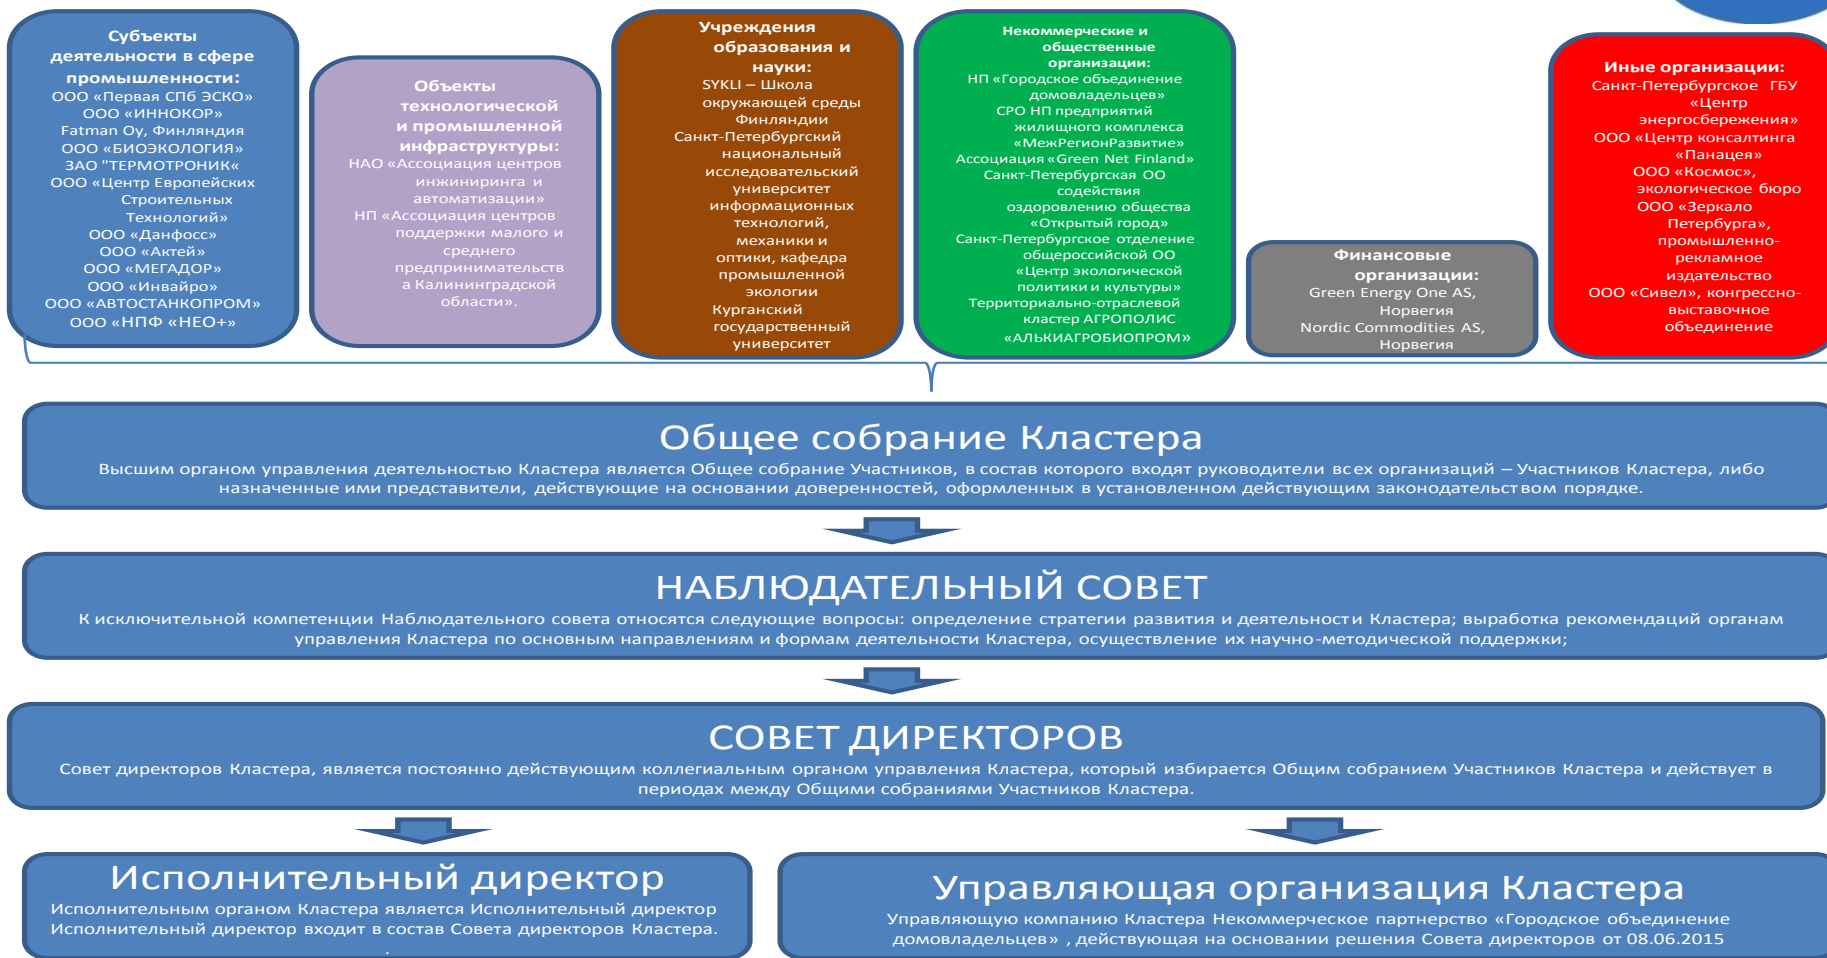 Субъекты
деятельности в сфере
промышленности:
ООО «Первая СПб ЭСКО»
ООО «ИННОКОР»
Fatman Oy, Финляндия
ООО «БИОЭКОЛОГИЯ»
ЗАО "ТЕРМОТРОНИК«
ООО «Центр Европейских
Строительных
Технологий»
ООО «Данфосс»
ООО «Актей»
ООО «МЕГАДОР»
ООО «Инвайро»
ООО «АВТОСТАНКОПРОМ»
ООО «НПФ «НЕО+»
Объекты
технологической
и промышленной
инфраструктуры:
НАО «Ассоциация центров
инжиниринга и
автоматизации»
НП «Ассоциация центров
поддержки малого и
среднего
предпринимательств
а Калининградской
области».
Учреждения
образования и
науки:
SYKLI – Школа
окружающей среды
Финляндии
Санкт-Петербургский
национальный
исследовательский
университет
информационных
технологий,
механики и
оптики, кафедра
промышленной
экологии
Курганский
государственный
университет
Некоммерческие и
общественные
организации:
НП «Городское объединение
домовладельцев»
СРО НП предприятий
жилищного комплекса
«МежРегионРазвитие»
Ассоциация «Green Net Finland»
Санкт-Петербургская ОО
содействия
оздоровлению общества
«Открытый город»
Санкт-Петербургское отделение
общероссийской ОО
«Центр экологической
политики и культуры»
Территориально-отраслевой
кластер АГРОПОЛИС
«АЛЬКИАГРОБИОПРОМ»
Финансовые
организации:
Green Energy One AS,
Норвегия
Nordic Commodities AS,
Норвегия
Иные организации:
Санкт-Петербургское ГБУ
«Центр
энергосбережения»
ООО «Центр консалтинга
«Панацея»
ООО «Космос»,
экологическое бюро
ООО «Зеркало
Петербурга»,
промышленно-
рекламное
издательство
ООО «Сивел», конгрессно-
выставочное
объединение
Общее собрание Кластера
Высшим органом управления деятельностью Кластера является Общее собрание Участников, в состав которого входят руководители всех организаций – Участников Кластера, либо
назначенные ими представители, действующие на основании доверенностей, оформленных в установленном действующим законодательством порядке.
НАБЛЮДАТЕЛЬНЫЙ СОВЕТ
К исключительной компетенции Наблюдательного совета относятся следующие вопросы: определение стратегии развития и деятельности Кластера; выработка рекомендаций органам
управления Кластера по основным направлениям и формам деятельности Кластера, осуществление их научно-методической поддержки;
СОВЕТ ДИРЕКТОРОВ
Совет директоров Кластера, является постоянно действующим коллегиальным органом управления Кластера, который избирается Общим собранием Участников Кластера и действует в
периодах между Общими собраниями Участников Кластера.
Исполнительный директор
Исполнительным органом Кластера является Исполнительный директор
Исполнительный директор входит в состав Совета директоров Кластера.
.
Управляющая организация Кластера
Управляющую компанию Кластера Некоммерческое партнерство «Городское объединение
домовладельцев» , действующая на основании решения Совета директоров от 08.06.2015